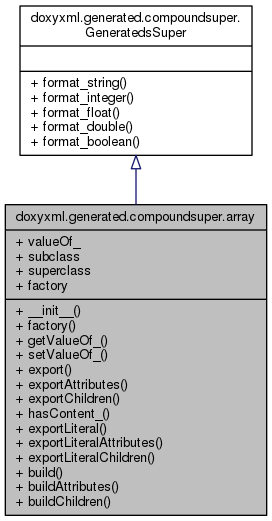 doxyxml.generated.compoundsuper.
GeneratedsSuper
+ format_string()
+ format_integer()
+ format_float()
+ format_double()
+ format_boolean()
doxyxml.generated.compoundsuper.array
+ valueOf_
+ subclass
+ superclass
+ factory
+ __init__()
+ factory()
+ getValueOf_()
+ setValueOf_()
+ export()
+ exportAttributes()
+ exportChildren()
+ hasContent_()
+ exportLiteral()
+ exportLiteralAttributes()
+ exportLiteralChildren()
+ build()
+ buildAttributes()
+ buildChildren()